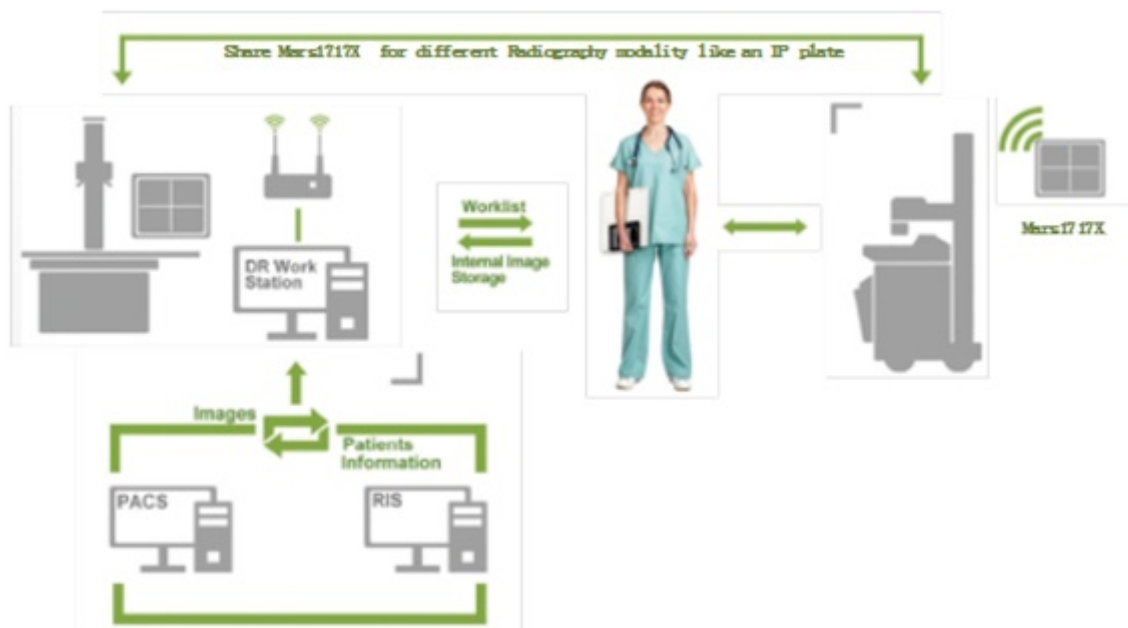 Share Mars1717X for different Radiography modality like an IP plate
Worklist
Internal Image
Storage
Mars1717X
DR Work
Station
Images
Patients
Information
PACS
RIS